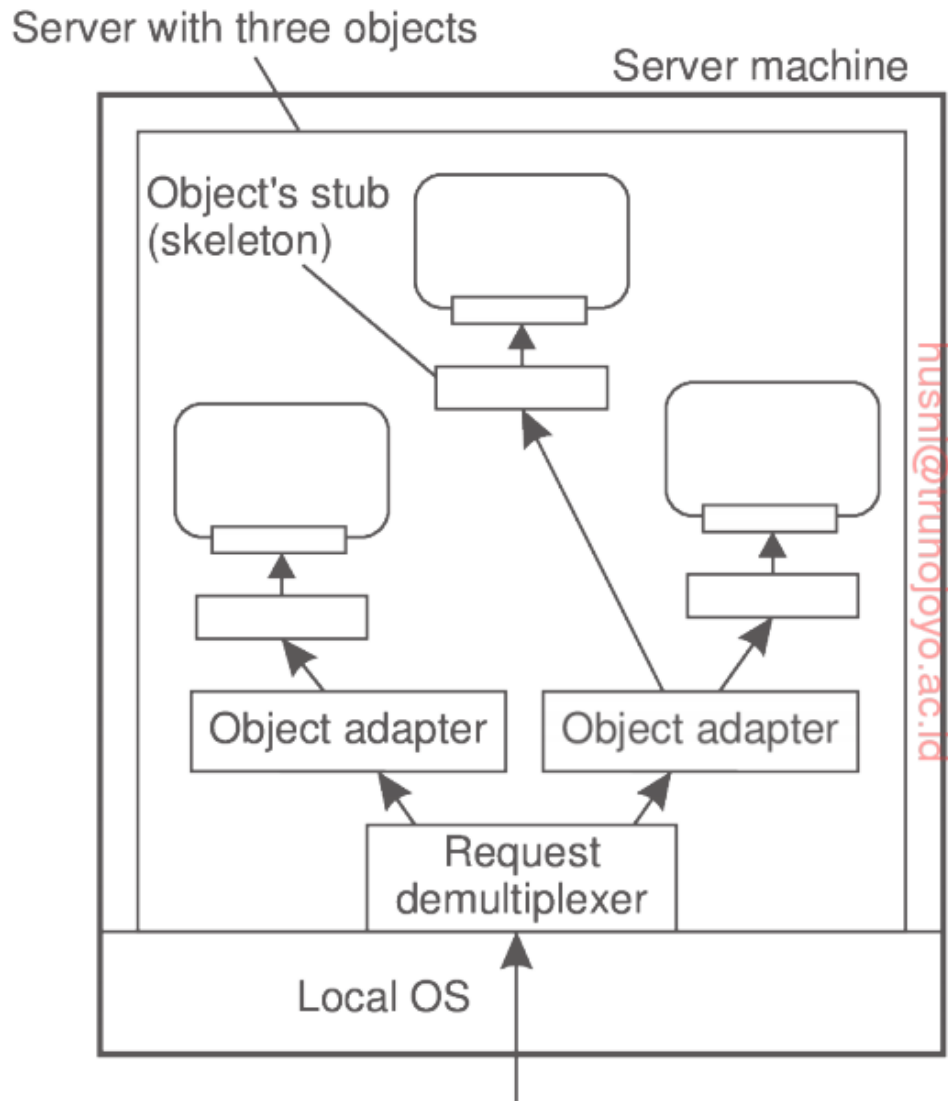 Server with three objects
Server machine
Object's stub
(skeleton)
Object adapter
Object adapter
Request
demultiplexer
Local OS
husni@trunojoyo.ac.id